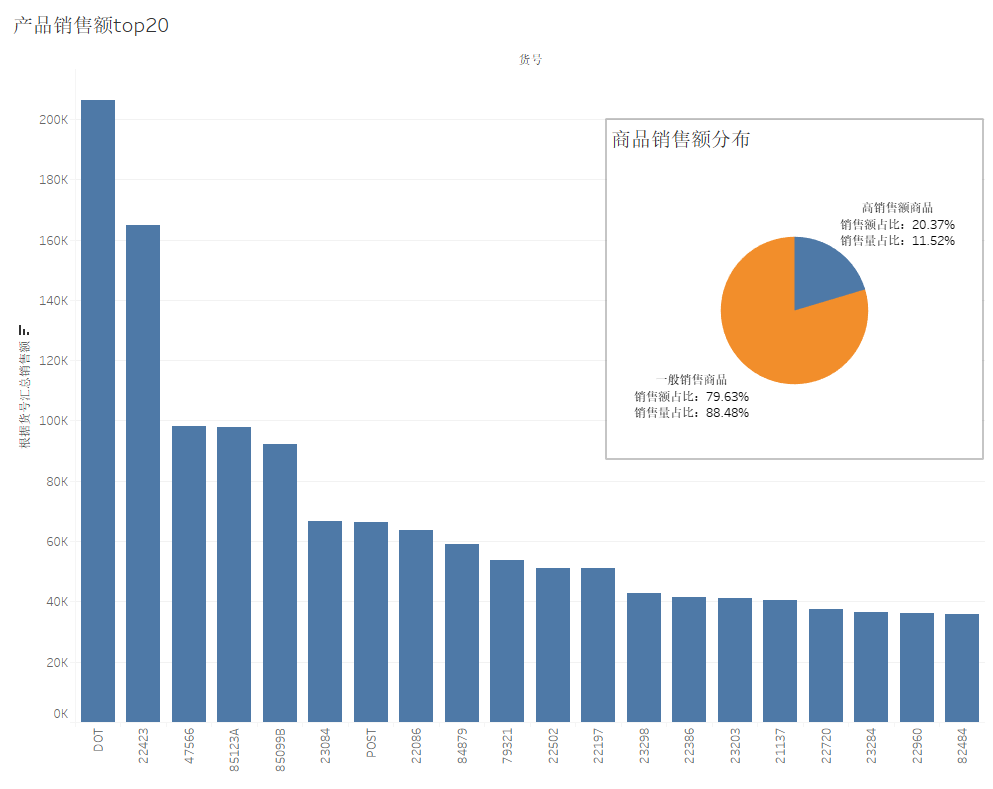 产品销售额top20
货号
根据货号汇总销售额
200K
180K
160K
140K
120K
100K
80K
60K
40K
20K
0K
商品销售额分布
高销售额商品
销售额占比：20.37%
销售量占比：11.52%
一般销售商品
销售额占比：79.63%
销售量占比：88.48%
DOT
22423
47566
85123A
85099B
23084
POST
22086
84879
79321
22502
22197
23298
22386
23203
21137
22720
23284
22960
82484